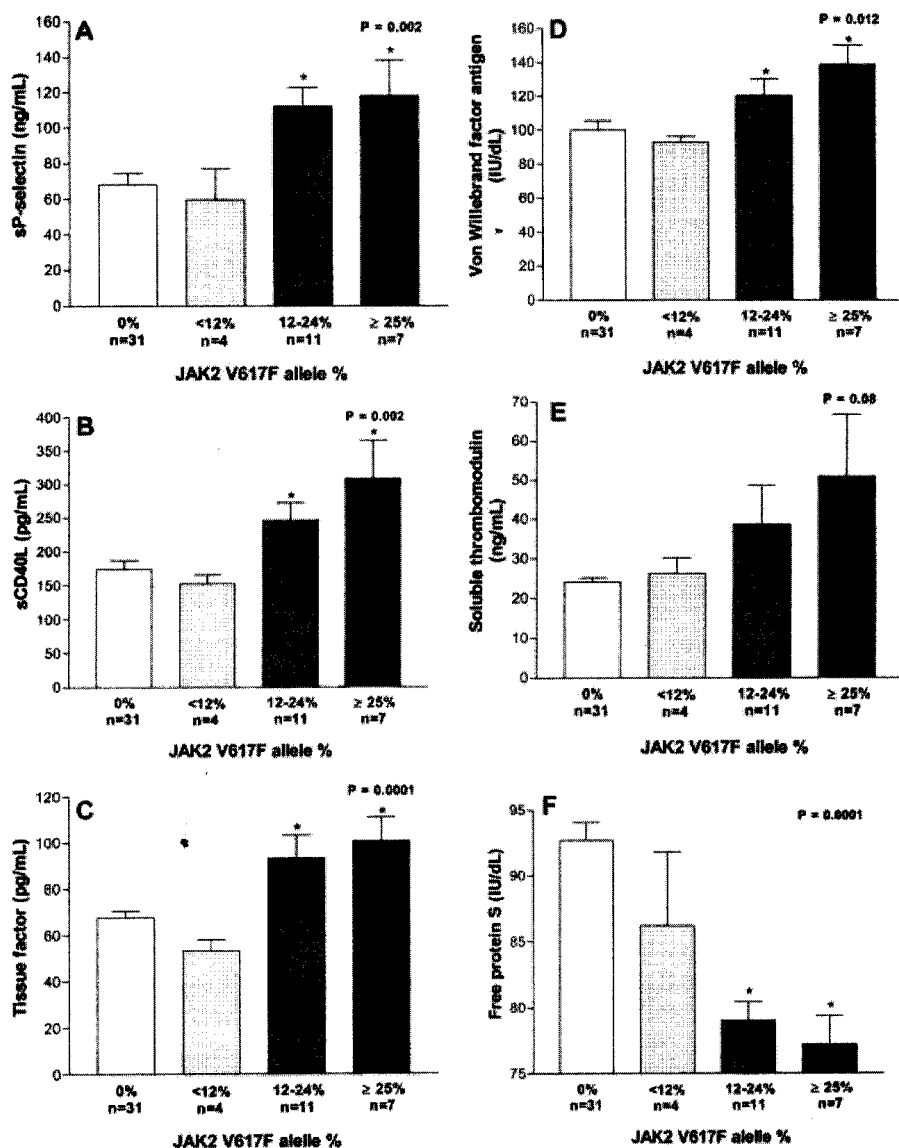 A
P = 0.002
sP-selectin (ng/mL)
160
140
120
100
80
60
40
20
0
*
*
0% <12% 12-24% ≥ 25%
n=31 n=4 n=11 n=7
JAK2 V617F allele %
B
P = 0.002
sCD40L (pg/mL)
400
350
300
250
200
150
100
50
0
*
*
0% <12% 12-24% ≥ 25%
n=31 n=4 n=11 n=7
JAK2 V617F allele %
C
P = 0.0001
Tissue factor (pg/mL)
120
100
80
60
40
20
0
*
*
*
0% <12% 12-24% ≥ 25%
n=31 n=4 n=11 n=7
JAK2 V617F allele %
D
P = 0.012
Von Willebrand factor antigen
(IU/dL)
160
140
120
100
80
60
40
20
0
*
*
0% <12% 12-24% ≥ 25%
n=31 n=4 n=11 n=7
JAK2 V617F allele %
E
P = 0.08
Soluble thrombomodulin
(ng/mL)
70
60
50
40
30
20
10
0
0% <12% 12-24% ≥ 25%
n=31 n=4 n=11 n=7
JAK2 V617F allele %
F
P = 0.0001
Free protein S (IU/dL)
95
90
85
80
75
*
*
0% <12% 12-24% ≥ 25%
n=31 n=4 n=11 n=7
JAK2 V617F allele %